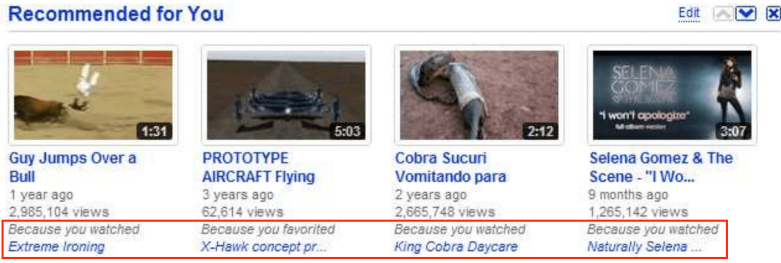 Recommended for You
Edit
1:31
5:03
2:12
SELENA
GOMEZ
"i won't apologize"
full album version
3:07
Guy Jumps Over a
Bull
1 year ago
2,985,104 views
Because you watched
Extreme Ironing
PROTOTYPE
AIRCRAFT Flying
3 years ago
62,614 views
Because you favorited
X-Hawk concept pr...
Cobra Sucuri
Vomitando para
2 years ago
2,665,748 views
Because you watched
King Cobra Daycare
Selena Gomez & The
Scene - "I Wo...
9 months ago
1,265,142 views
Because you watched
Naturally Selena ...